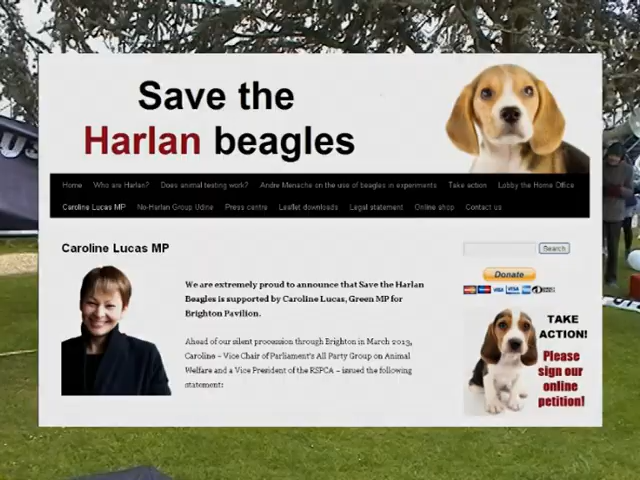 Save the
Harlan beagles
Home Who are Harlan? Does animal testing work? Andre Menache on the use of beagles in experiments Take action Lobby the Home Office
Caroline Lucas MP No-Harlan Group Udine Press centre Leaflet downloads Legal statement Online shop Contact us
Caroline Lucas MP
Search
Donate
We are extremely proud to announce that Save the Harlan
Beagles is supported by Caroline Lucas, Green MP for
Brighton Pavilion.
Ahead of our silent procession through Brighton in March 2013,
Caroline – Vice Chair of Parliament's All Party Group on Animal
Welfare and a Vice President of the RSPCA – issued the following
statement:
TAKE
ACTION!
Please
sign our
online
petition!